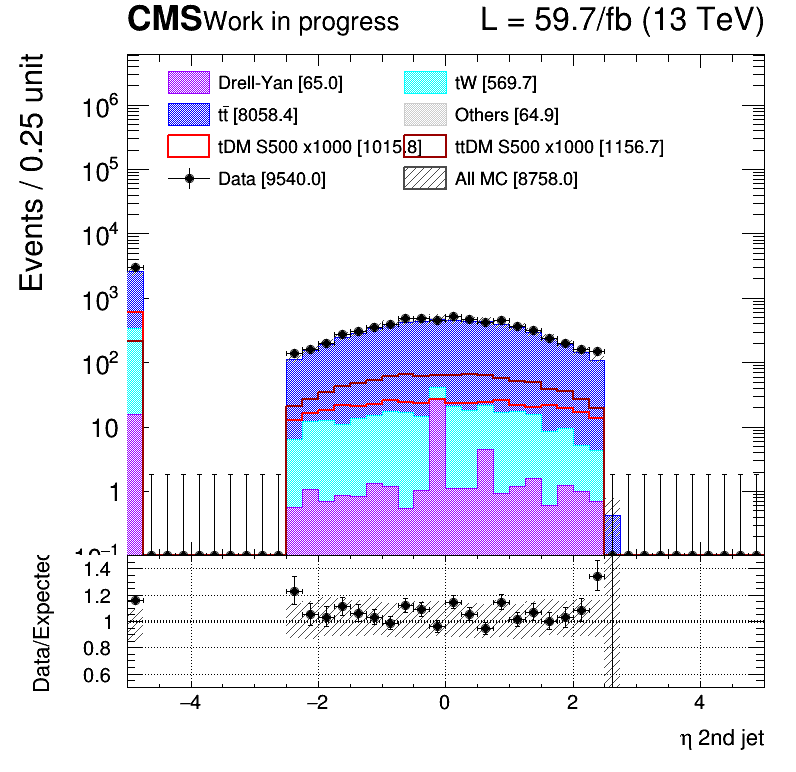 CMS Work in progress L = 59.7/fb (13 TeV)
Events / 0.25 unit
Drell-Yan [65.0] tW [569.7]
tt̄ [8058.4] Others [64.9]
tDM S500 x1000 [1015.8] ttDM S500 x1000 [1156.7]
Data [9540.0] All MC [8758.0]
10⁶
10⁵
10⁴
10³
10²
10
1
10⁻¹
Data/Expected
1.4
1.2
1
0.8
0.6
−4 −2 0 2 4
η 2nd jet